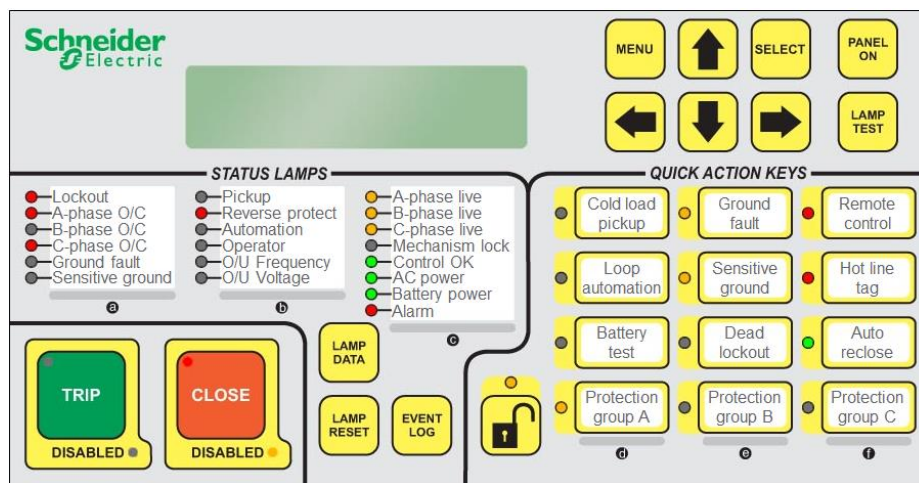 Schneider
Electric
MENU
SELECT
PANEL
ON
LAMP
TEST
STATUS LAMPS
Lockout
A-phase O/C
B-phase O/C
C-phase O/C
Ground fault
Sensitive ground
a
Pickup
Reverse protect
Automation
Operator
O/U Frequency
O/U Voltage
b
A-phase live
B-phase live
C-phase live
Mechanism lock
Control OK
AC power
Battery power
Alarm
c
QUICK ACTION KEYS
Cold load
pickup
Ground
fault
Remote
control
Loop
automation
Sensitive
ground
Hot line
tag
Battery
test
Dead
lockout
Auto
reclose
Protection
group A
Protection
group B
Protection
group C
d
e
f
TRIP
DISABLED
CLOSE
DISABLED
LAMP
DATA
LAMP
RESET
EVENT
LOG